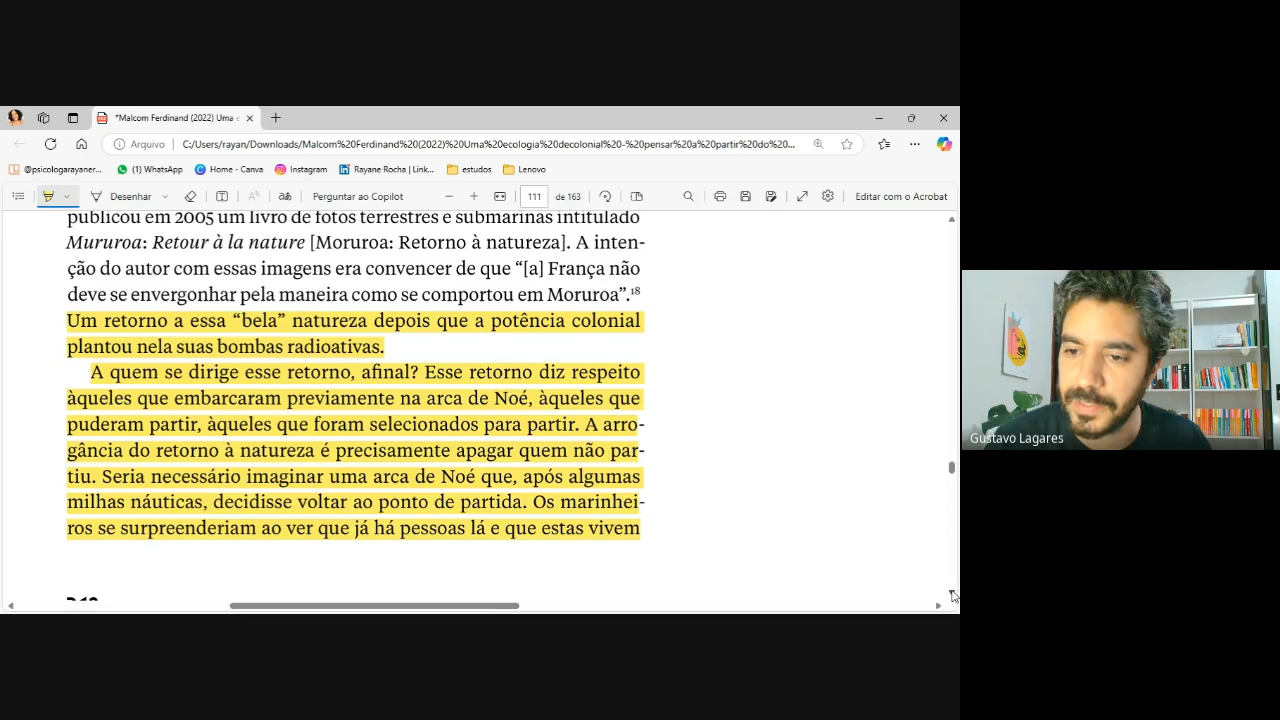 *Malcom Ferdinand (2022) Uma e
Arquivo
C:/Users/rayan/Downloads/Malcom%20Ferdinand%20(2022)%20Uma%20ecologia%20decolonial%20-%20pensar%20a%20partir%20do%20...
@psicologarayaner...
(1) WhatsApp
Home - Canva
Instagram
Rayane Rocha | Link...
estudos
Lenovo
Desenhar
Perguntar ao Copilot
111
de 163
Editar com o Acrobat
publicou em 2005 um livro de fotos terrestres e submarinas intitulado
Mururoa: Retour à la nature [Moruroa: Retorno à natureza]. A inten-
ção do autor com essas imagens era convencer de que “[a] França não
deve se envergonhar pela maneira como se comportou em Moruroa”.¹⁸
Um retorno a essa “bela” natureza depois que a potência colonial
plantou nela suas bombas radioativas.
A quem se dirige esse retorno, afinal? Esse retorno diz respeito
àqueles que embarcaram previamente na arca de Noé, àqueles que
puderam partir, àqueles que foram selecionados para partir. A arro-
gância do retorno à natureza é precisamente apagar quem não par-
tiu. Seria necessário imaginar uma arca de Noé que, após algumas
milhas náuticas, decidisse voltar ao ponto de partida. Os marinhei-
ros se surpreenderiam ao ver que já há pessoas lá e que estas vivem
Gustavo Lagares